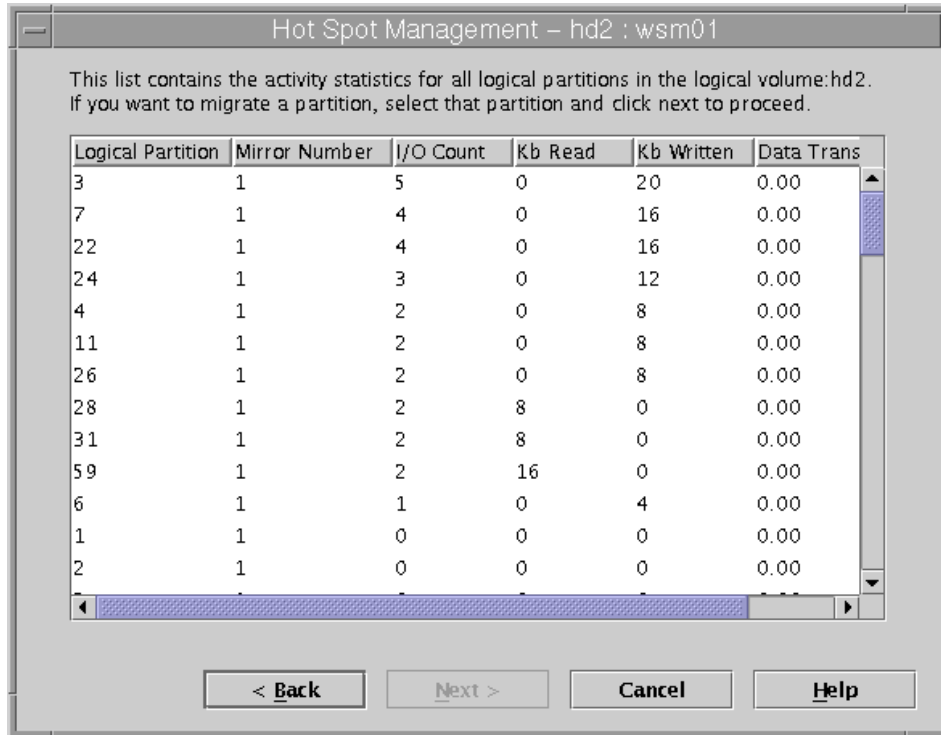 Hot Spot Management – hd2 : wsm01
This list contains the activity statistics for all logical partitions in the logical volume:hd2.
If you want to migrate a partition, select that partition and click next to proceed.
Logical Partition Mirror Number I/O Count Kb Read Kb Written Data Trans
3 1 5 0 20 0.00
7 1 4 0 16 0.00
22 1 4 0 16 0.00
24 1 3 0 12 0.00
4 1 2 0 8 0.00
11 1 2 0 8 0.00
26 1 2 0 8 0.00
28 1 2 8 0 0.00
31 1 2 8 0 0.00
59 1 2 16 0 0.00
6 1 1 0 4 0.00
1 1 0 0 0 0.00
2 1 0 0 0 0.00
< Back Next > Cancel Help